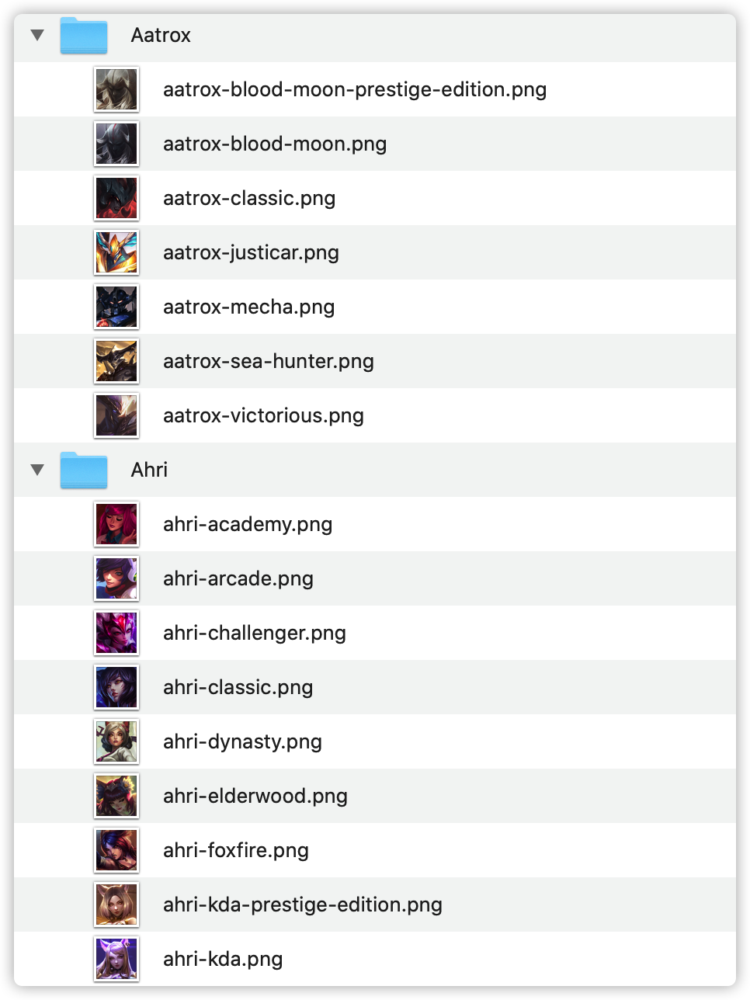 Aatrox
aatrox-blood-moon-prestige-edition.png
aatrox-blood-moon.png
aatrox-classic.png
aatrox-justicar.png
aatrox-mecha.png
aatrox-sea-hunter.png
aatrox-victorious.png
Ahri
ahri-academy.png
ahri-arcade.png
ahri-challenger.png
ahri-classic.png
ahri-dynasty.png
ahri-elderwood.png
ahri-foxfire.png
ahri-kda-prestige-edition.png
ahri-kda.png